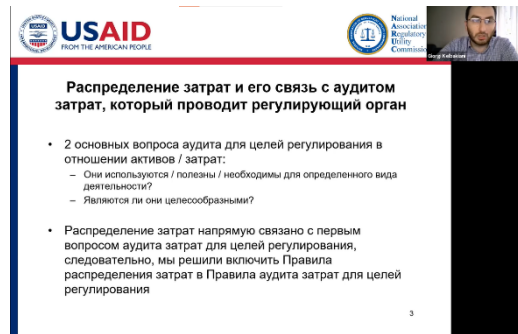 USAID
FROM THE AMERICAN PEOPLE
National
Association
Regulatory
Utility
Commissio
Распределение затрат и его связь с аудитом
затрат, который проводит регулирующий орган
• 2 основных вопроса аудита для целей регулирования в
отношении активов / затрат:
– Они используются / полезны / необходимы для определенного вида
деятельности?
– Являются ли они целесообразными?
• Распределение затрат напрямую связано с первым
вопросом аудита затрат для целей регулирования,
следовательно, мы решили включить Правила
распределения затрат в Правила аудита затрат для целей
регулирования
3